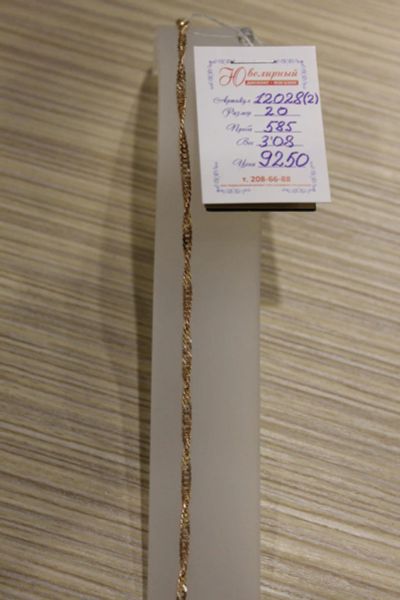 Ювелирный
Артикул 12028(2)
Размер 20
Проба 585
Вес 3'08
Цена 9250
т. 208-66-88